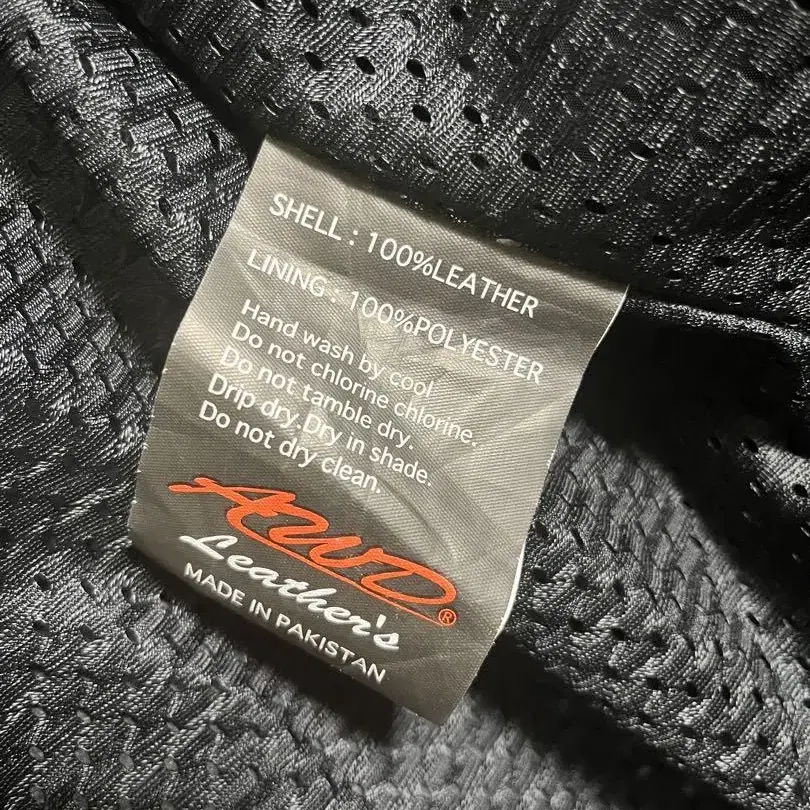 SHELL : 100%LEATHER
LINING : 100%POLYESTER
Hand wash by cool
Do not chlorine chlorine.
Do not tamble dry.
Drip dry.Dry in shade.
Do not dry clean.
AWD®
Leather's
MADE IN PAKISTAN